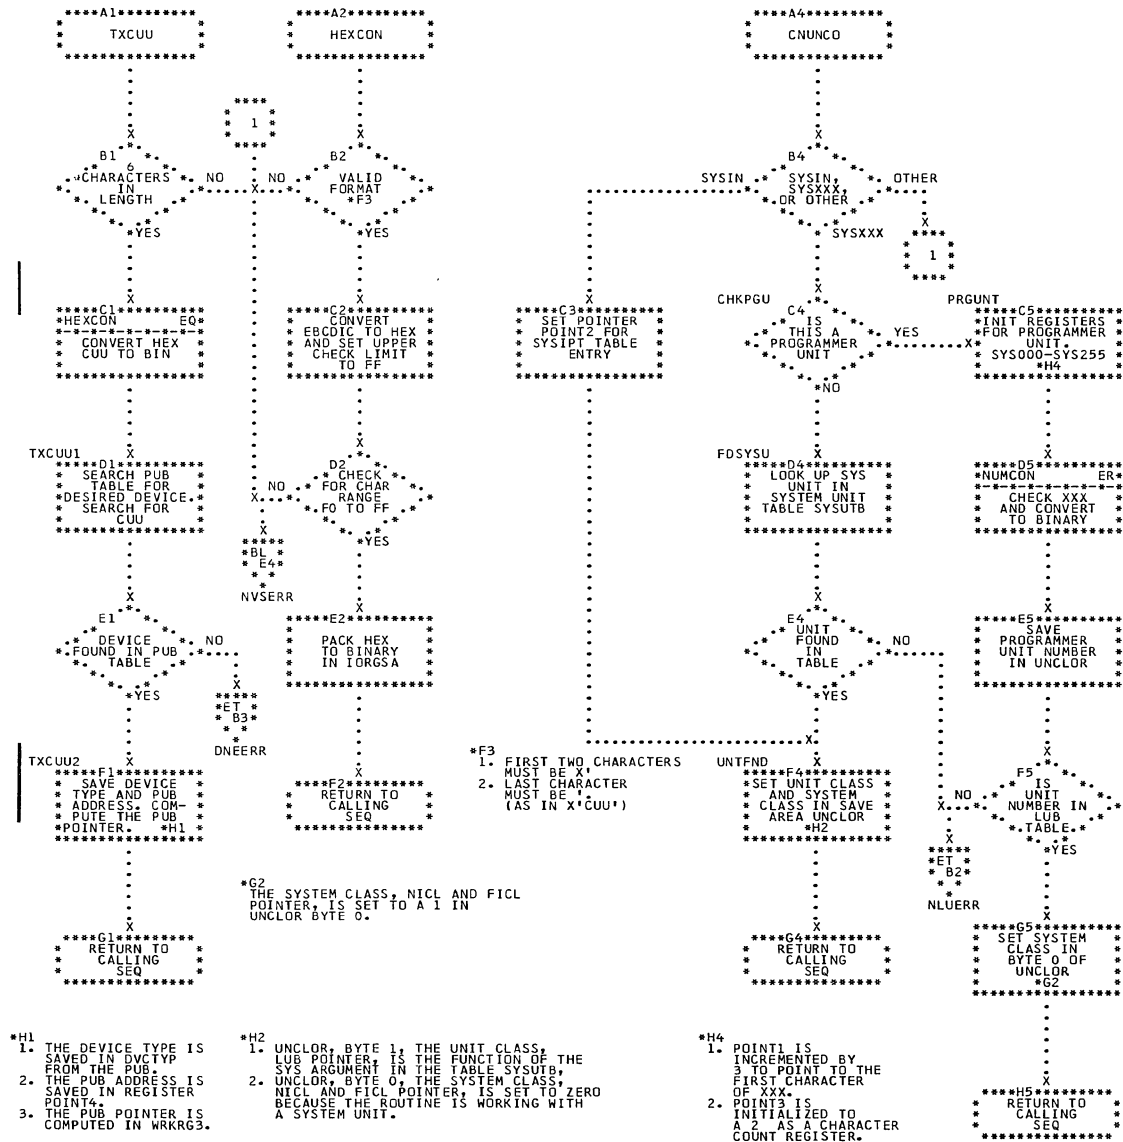 A1
TXCUU
A2
HEXCON
A4
CNUNCO
1
B1
6
CHARACTERS
IN
LENGTH
NO
YES
B2
VALID
FORMAT
*F3
NO
YES
B4
SYSIN,
SYSXXX,
OR OTHER
SYSIN
OTHER
SYSXXX
1
C1
*HEXCON EQ*
CONVERT HEX
CUU TO BIN
C2
CONVERT
EBCDIC TO HEX
AND SET UPPER
CHECK LIMIT
TO FF
C3
SET POINTER
POINT2 FOR
SYSIPT TABLE
ENTRY
CHKPGU
C4
IS
THIS A
PROGRAMMER
UNIT
YES
*NO
PRGUNT
C5
INIT REGISTERS
FOR PROGRAMMER
UNIT.
SYS000-SYS255
*H4
TXCUU1
D1
SEARCH PUB
TABLE FOR
DESIRED DEVICE.
SEARCH FOR
CUU
D2
CHECK
FOR CHAR
RANGE
F0 TO FF
NO
YES
BL
E4
NVSERR
FDSYSU
D4
LOOK UP SYS
UNIT IN
SYSTEM UNIT
TABLE SYSUTB
D5
*NUMCON ER*
CHECK XXX
AND CONVERT
TO BINARY
E1
DEVICE
FOUND IN PUB
TABLE
NO
YES
ET
B3
DNEERR
E2
PACK HEX
TO BINARY
IN IORGSA
E4
UNIT
FOUND
IN
TABLE
NO
YES
E5
SAVE
PROGRAMMER
UNIT NUMBER
IN UNCLOR
TXCUU2
F1
SAVE DEVICE
TYPE AND PUB
ADDRESS. COM-
PUTE THE PUB
POINTER. *H1
F2
RETURN TO
CALLING
SEQ
*F3
1. FIRST TWO CHARACTERS
MUST BE X'
2. LAST CHARACTER
MUST BE '.
(AS IN X'CUU')
UNTFND
F4
SET UNIT CLASS
AND SYSTEM
CLASS IN SAVE
AREA UNCLOR
*H2
F5
IS
UNIT
NUMBER IN
LUB
TABLE.
NO
YES
ET
B2
NLUERR
*G2
THE SYSTEM CLASS, NICL AND FICL
POINTER, IS SET TO A 1 IN
UNCLOR BYTE 0.
G1
RETURN TO
CALLING
SEQ
G4
RETURN TO
CALLING
SEQ
G5
SET SYSTEM
CLASS IN
BYTE 0 OF
UNCLOR
*G2
*H1
1. THE DEVICE TYPE IS
SAVED IN DVCTYP
FROM THE PUB.
2. THE PUB ADDRESS IS
SAVED IN REGISTER
POINT4.
3. THE PUB POINTER IS
COMPUTED IN WRKRG3.
*H2
1. UNCLOR, BYTE 1, THE UNIT CLASS,
LUB POINTER, IS THE FUNCTION OF THE
SYS ARGUMENT IN THE TABLE SYSUTB,
2. UNCLOR, BYTE 0, THE SYSTEM CLASS,
NICL AND FICL POINTER, IS SET TO ZERO
BECAUSE THE ROUTINE IS WORKING WITH
A SYSTEM UNIT.
*H4
1. POINT1 IS
INCREMENTED BY
3 TO POINT TO THE
FIRST CHARACTER
OF XXX.
2. POINT3 IS
INITIALIZED TO
A 2 AS A CHARACTER
COUNT REGISTER.
H5
RETURN TO
CALLING
SEQ